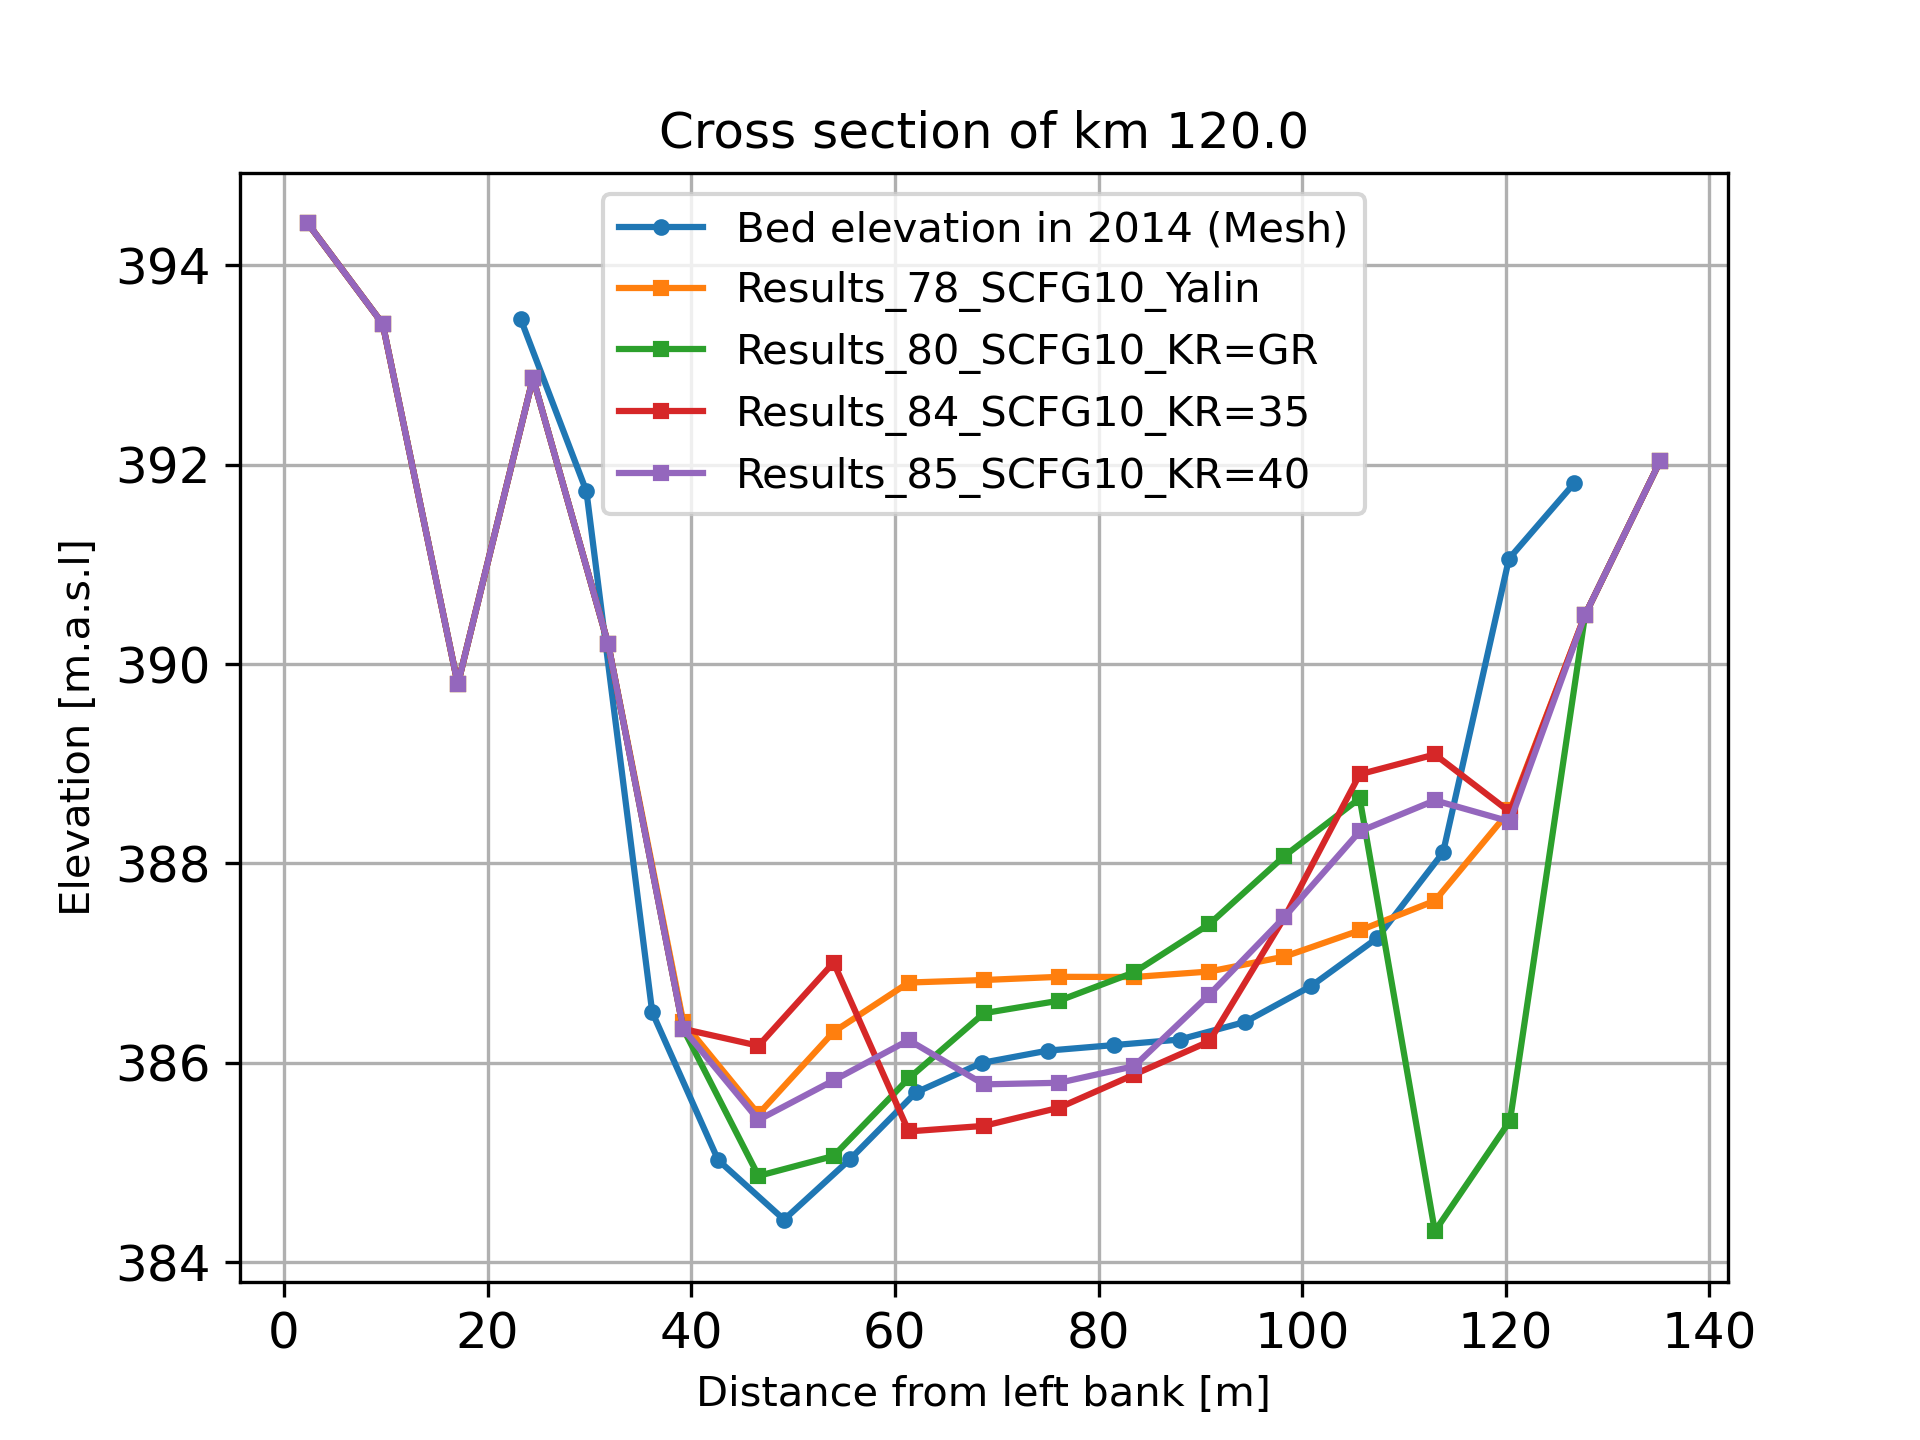 Cross section of km 120.0
Bed elevation in 2014 (Mesh)
Results_78_SCFG10_Yalin
Results_80_SCFG10_KR=GR
Results_84_SCFG10_KR=35
Results_85_SCFG10_KR=40
Elevation [m.a.s.l]
394
392
390
388
386
384
0 20 40 60 80 100 120 140
Distance from left bank [m]